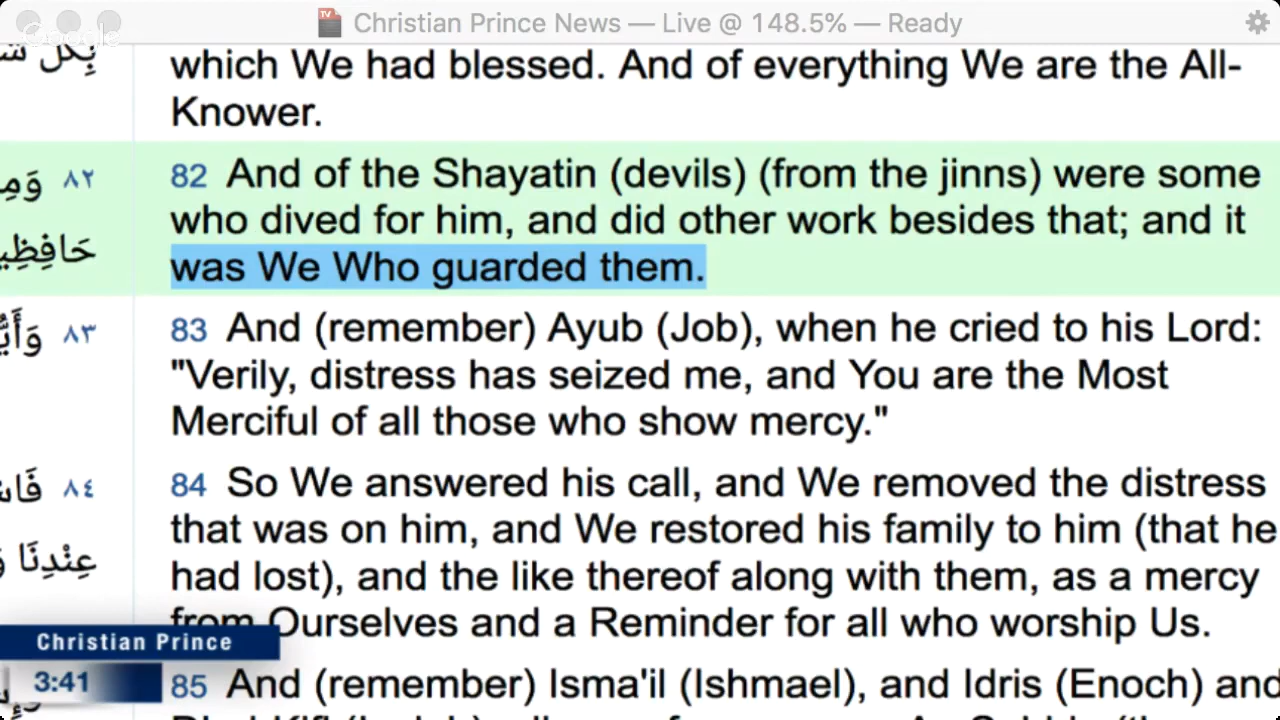 Google
Christian Prince News — Live @ 148.5% — Ready
which We had blessed. And of everything We are the All-
Knower.
82 And of the Shayatin (devils) (from the jinns) were some
who dived for him, and did other work besides that; and it
was We Who guarded them.
83 And (remember) Ayub (Job), when he cried to his Lord:
"Verily, distress has seized me, and You are the Most
Merciful of all those who show mercy."
84 So We answered his call, and We removed the distress
that was on him, and We restored his family to him (that he
had lost), and the like thereof along with them, as a mercy
from Ourselves and a Reminder for all who worship Us.
85 And (remember) Isma'il (Ishmael), and Idris (Enoch) and
بِكُلِّ
٨٢
٨٣
٨٤
عِنْدِنَا
Christian Prince
3:41